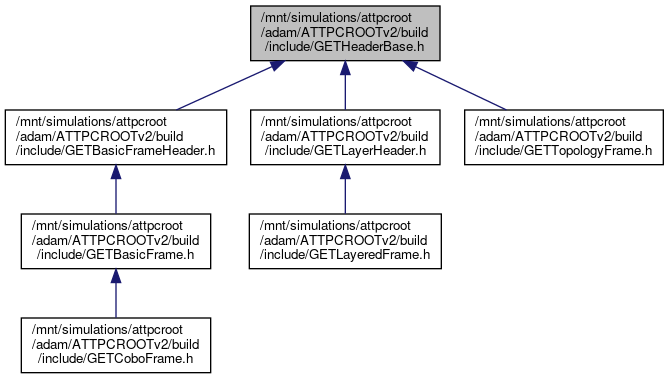 /mnt/simulations/attpcroot
/adam/ATTPCROOTv2/build
/include/GETHeaderBase.h
/mnt/simulations/attpcroot
/adam/ATTPCROOTv2/build
/include/GETBasicFrameHeader.h
/mnt/simulations/attpcroot
/adam/ATTPCROOTv2/build
/include/GETLayerHeader.h
/mnt/simulations/attpcroot
/adam/ATTPCROOTv2/build
/include/GETTopologyFrame.h
/mnt/simulations/attpcroot
/adam/ATTPCROOTv2/build
/include/GETBasicFrame.h
/mnt/simulations/attpcroot
/adam/ATTPCROOTv2/build
/include/GETLayeredFrame.h
/mnt/simulations/attpcroot
/adam/ATTPCROOTv2/build
/include/GETCoboFrame.h